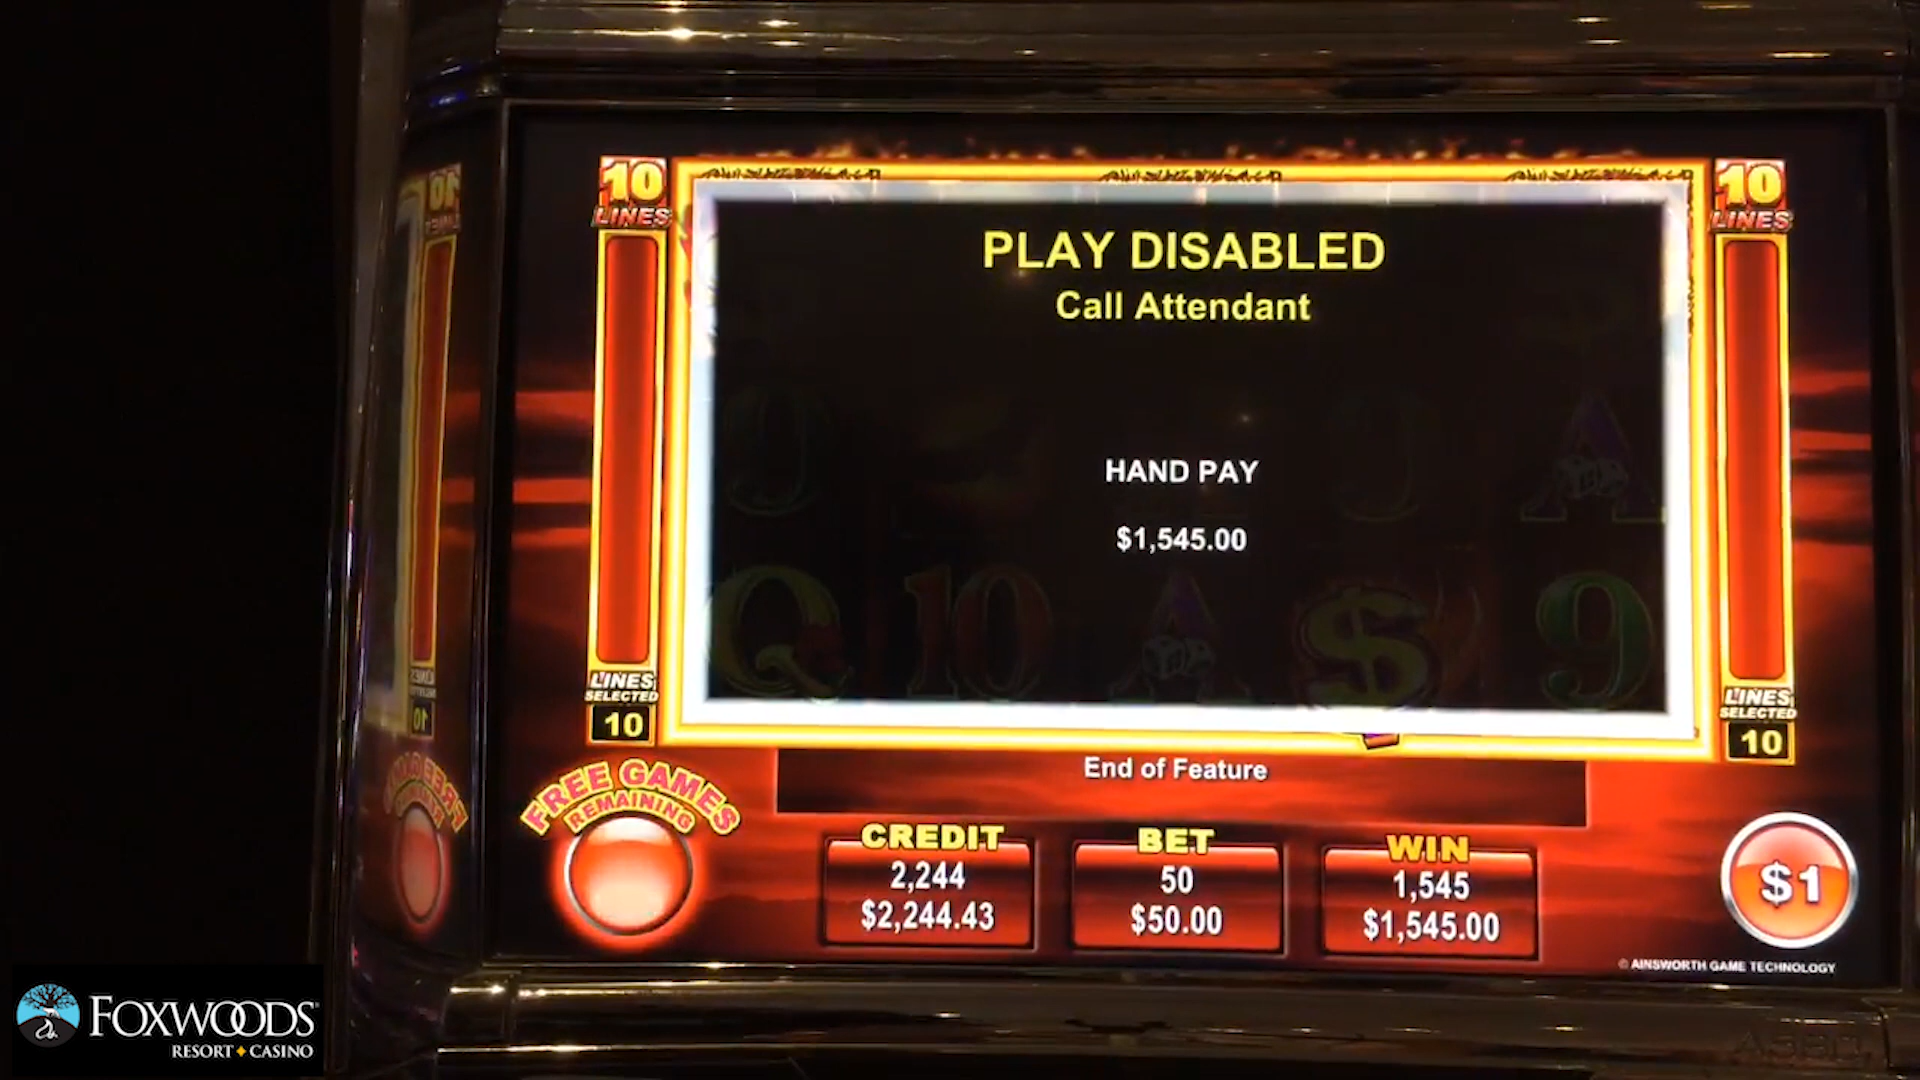 10
LINES
10
LINES
PLAY DISABLED
Call Attendant
HAND PAY
$1,545.00
Q 10 A $ 9
LINES
SELECTED
10
LINES
SELECTED
10
End of Feature
FREE GAMES
REMAINING
CREDIT
2,244
$2,244.43
BET
50
$50.00
WIN
1,545
$1,545.00
$1
© AINSWORTH GAME TECHNOLOGY
FOXWOODS
RESORT CASINO